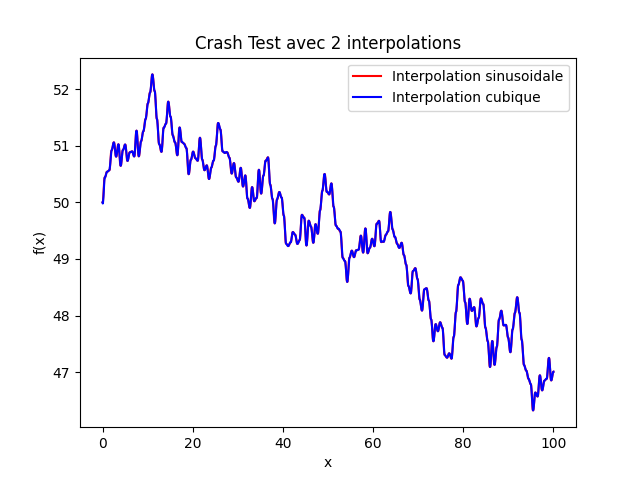 Crash Test avec 2 interpolations
Interpolation sinusoidale
Interpolation cubique
f(x)
52
51
50
49
48
47
0 20 40 60 80 100
x